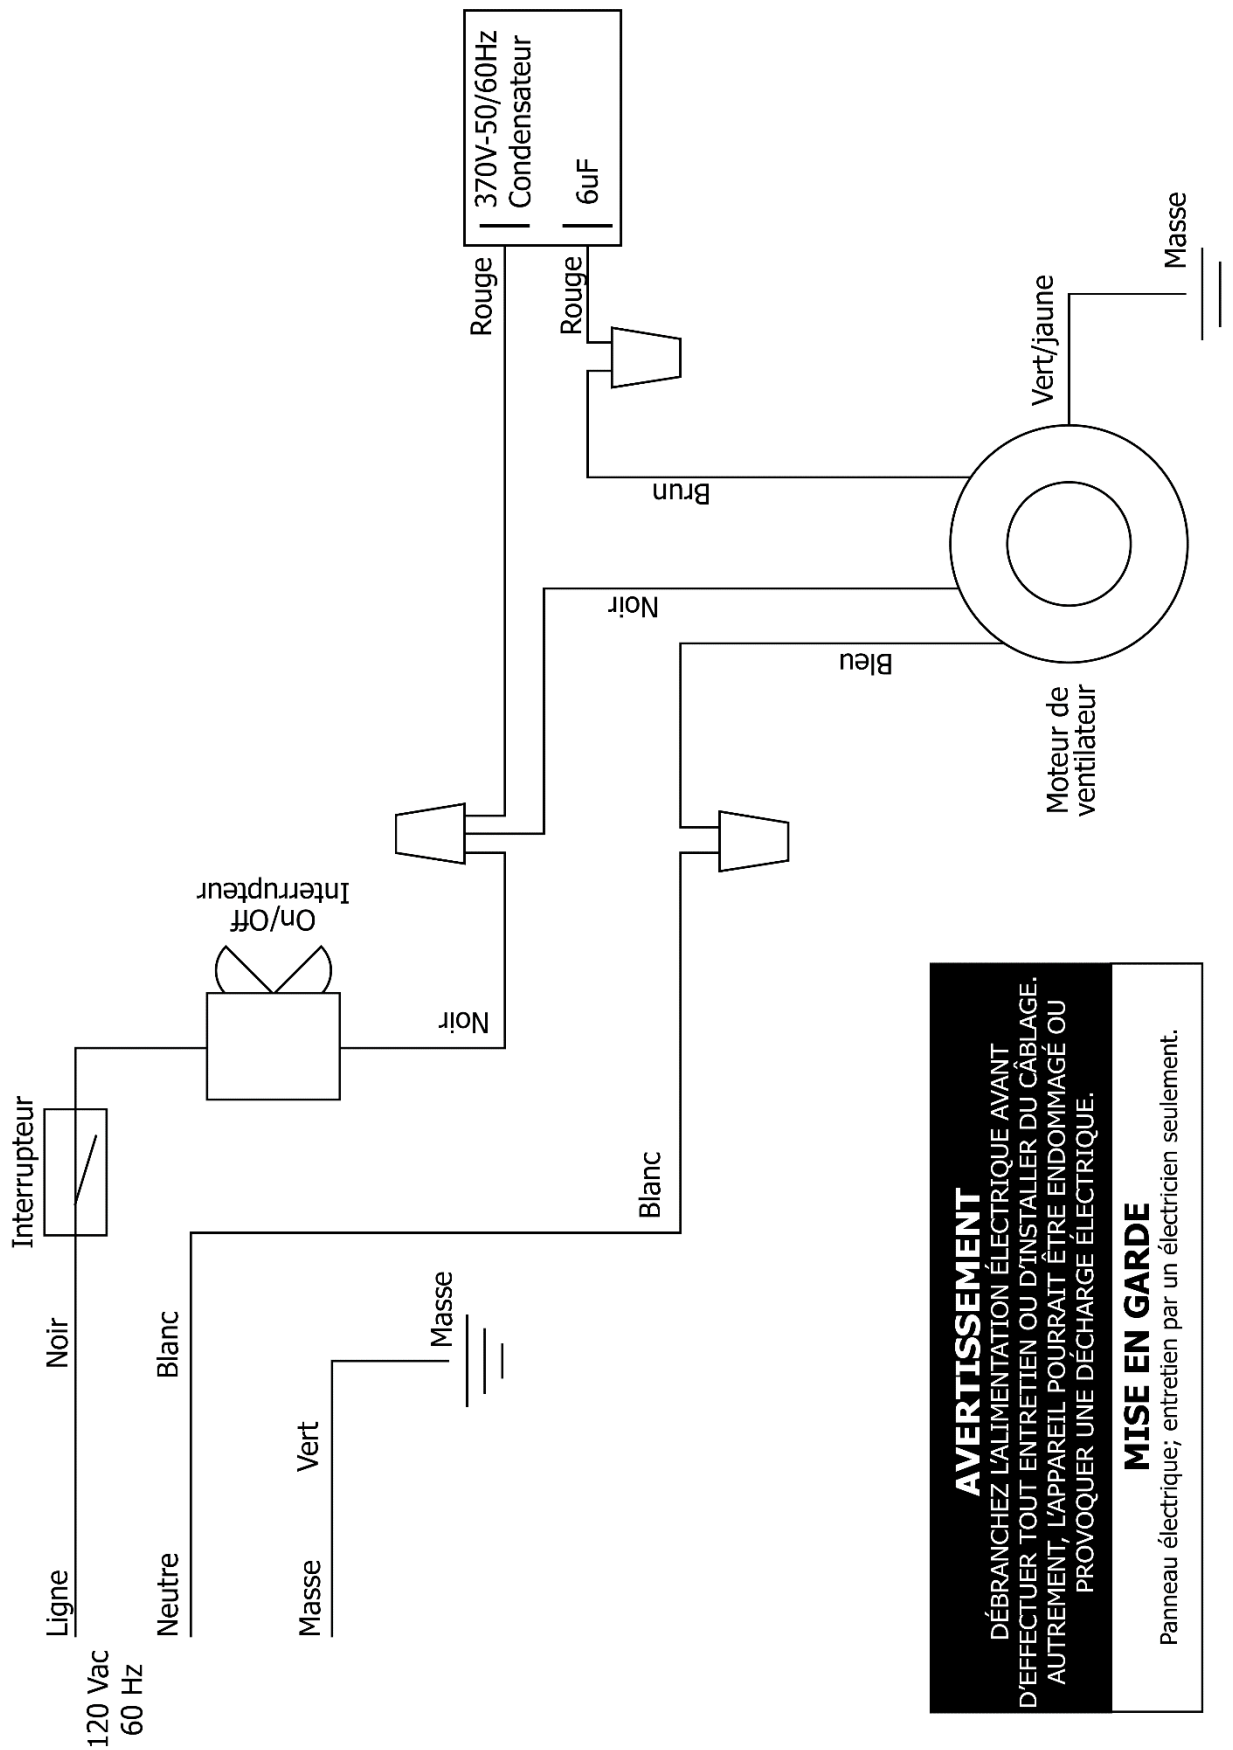 120 Vac
60 Hz
Ligne
Noir
Interrupteur
Neutre
Blanc
Masse
Vert
Masse
On/Off
Interrupteur
Noir
Blanc
Rouge
370V-50/60Hz
Condensateur
Rouge
6uF
Brun
Noir
Bleu
Moteur de
ventilateur
Vert/jaune
Masse
AVERTISSEMENT
DÉBRANCHEZ L'ALIMENTATION ÉLECTRIQUE AVANT
D'EFFECTUER TOUT ENTRETIEN OU D'INSTALLER DU CÂBLAGE.
AUTREMENT, L'APPAREIL POURRAIT ÊTRE ENDOMMAGÉ OU
PROVOQUER UNE DÉCHARGE ÉLECTRIQUE.
MISE EN GARDE
Panneau électrique; entretien par un électricien seulement.